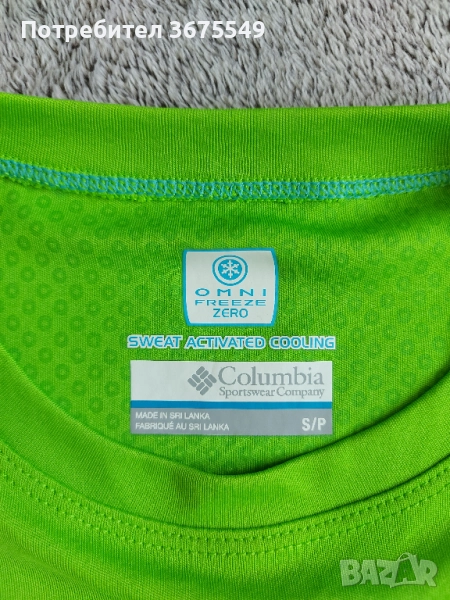 Потребител 3675549
OMNI
FREEZE
ZERO
SWEAT ACTIVATED COOLING
Columbia
Sportswear Company
MADE IN SRI LANKA
FABRIQUÉ AU SRI LANKA
S/P
BAZAR